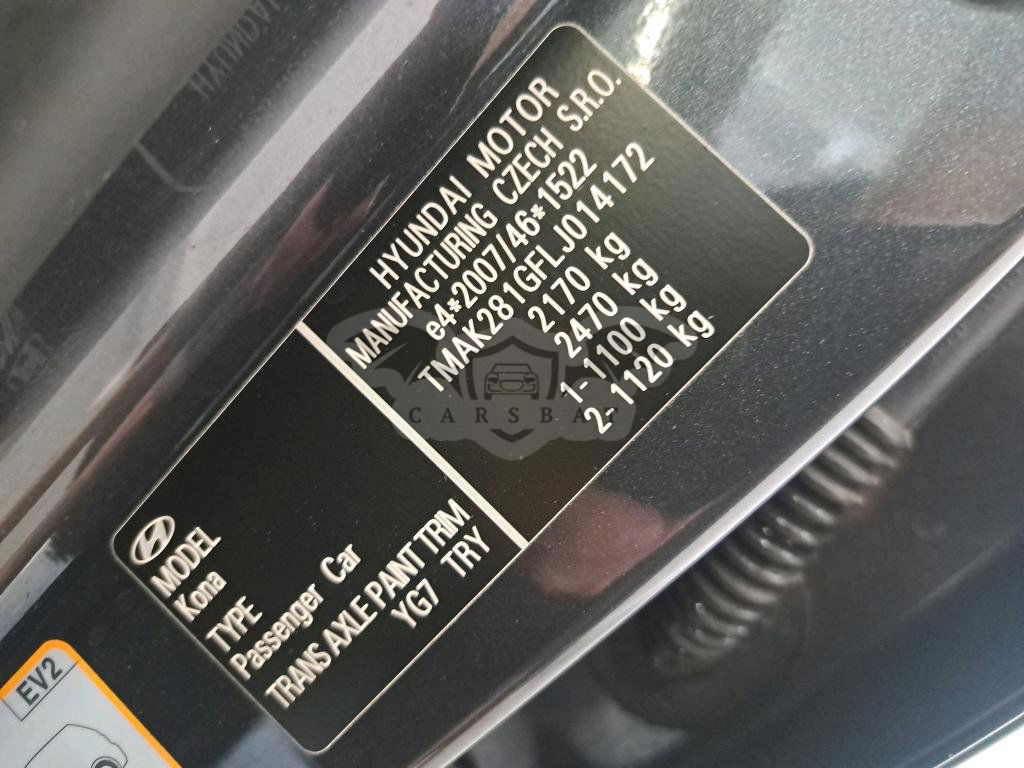 HYUNDAI MOTOR
MANUFACTURING CZECH S.R.O.
e4*2007/46*1522
TMAK281GFLJ014172
2170 kg
2470 kg
1-1100 kg
2-1120 kg
MODEL
Kona
TYPE
Passenger Car
TRANS AXLE PAINT TRIM
YG7 TRY
EV2